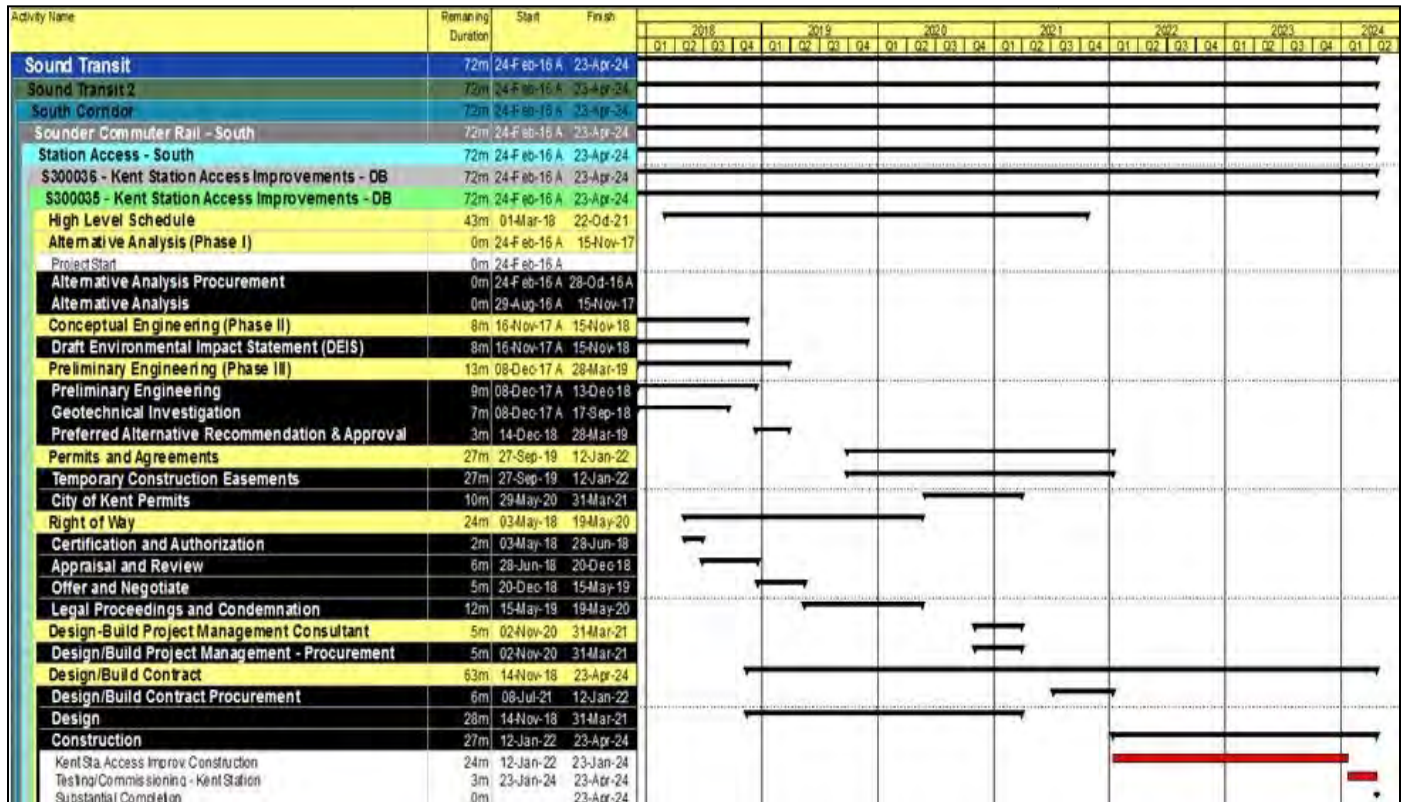 Activity Name Remaining Duration Start Finish
2018 2019 2020 2021 2022 2023 2024
Q1 Q2 Q3 Q4 Q1 Q2 Q3 Q4 Q1 Q2 Q3 Q4 Q1 Q2 Q3 Q4 Q1 Q2 Q3 Q4 Q1 Q2 Q3 Q4 Q1 Q2
Sound Transit 72m 24-Feb-16 A 23-Apr-24
Sound Transit 2 72m 24-Feb-16 A 23-Apr-24
South Corridor 72m 24-Feb-16 A 23-Apr-24
Sounder Commuter Rail - South 72m 24-Feb-16 A 23-Apr-24
Station Access - South 72m 24-Feb-16 A 23-Apr-24
S300035 - Kent Station Access Improvements - DB 72m 24-Feb-16 A 23-Apr-24
S300035 - Kent Station Access Improvements - DB 72m 24-Feb-16 A 23-Apr-24
High Level Schedule 43m 01-Mar-18 22-Oct-21
Alternative Analysis (Phase I) 0m 24-Feb-16 A 15-Nov-17
Project Start 0m 24-Feb-16 A
Alternative Analysis Procurement 0m 24-Feb-16 A 28-Oct-16 A
Alternative Analysis 0m 29-Aug-16 A 15-Nov-17
Conceptual Engineering (Phase II) 8m 16-Nov-17 A 15-Nov-18
Draft Environmental Impact Statement (DEIS) 8m 16-Nov-17 A 15-Nov-18
Preliminary Engineering (Phase III) 13m 08-Dec-17 A 28-Mar-19
Preliminary Engineering 9m 08-Dec-17 A 13-Dec-18
Geotechnical Investigation 7m 08-Dec-17 A 17-Sep-18
Preferred Alternative Recommendation & Approval 3m 14-Dec-18 28-Mar-19
Permits and Agreements 27m 27-Sep-19 12-Jan-22
Temporary Construction Easements 27m 27-Sep-19 12-Jan-22
City of Kent Permits 10m 29-May-20 31-Mar-21
Right of Way 24m 03-May-18 19-May-20
Certification and Authorization 2m 03-May-18 28-Jun-18
Appraisal and Review 6m 28-Jun-18 20-Dec-18
Offer and Negotiate 5m 20-Dec-18 15-May-19
Legal Proceedings and Condemnation 12m 15-May-19 19-May-20
Design-Build Project Management Consultant 5m 02-Nov-20 31-Mar-21
Design/Build Project Management - Procurement 5m 02-Nov-20 31-Mar-21
Design/Build Contract 63m 14-Nov-18 23-Apr-24
Design/Build Contract Procurement 6m 08-Jul-21 12-Jan-22
Design 28m 14-Nov-18 31-Mar-21
Construction 27m 12-Jan-22 23-Apr-24
Kent Sta. Access Improv. Construction 24m 12-Jan-22 23-Jan-24
Testing/Commissioning - Kent Station 3m 23-Jan-24 23-Apr-24
Substantial Completion 0m 23-Apr-24